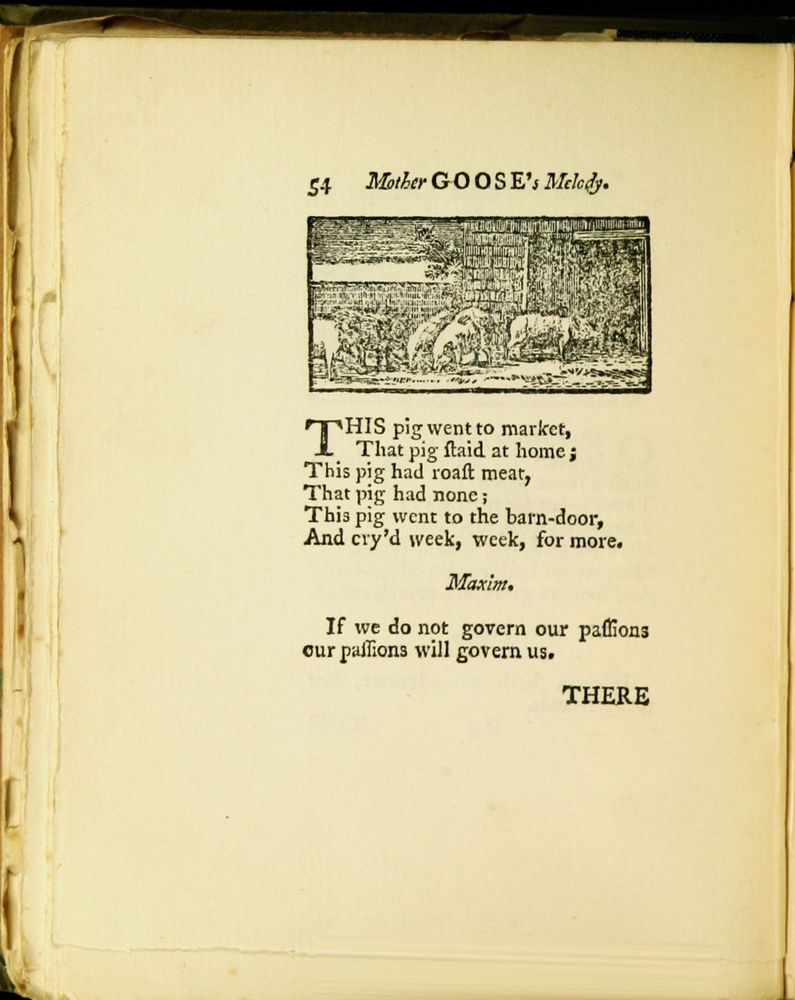 54 Mother GOOSE's Melody.
THIS pig went to market,
That pig ſtaid at home;
This pig had roaſt meat,
That pig had none;
This pig went to the barn-door,
And cry'd week, week, for more.
Maxim.
If we do not govern our paſſions
our paſſions will govern us.
THERE